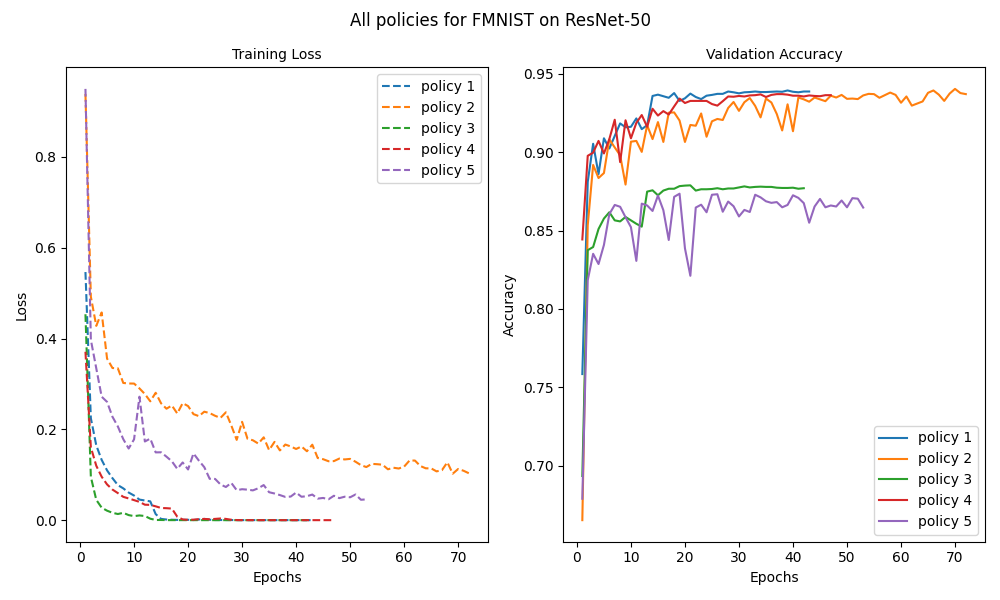 All policies for FMNIST on ResNet-50
Training Loss
policy 1
policy 2
policy 3
policy 4
policy 5
0.8
0.6
0.4
0.2
0.0
Loss
0 10 20 30 40 50 60 70
Epochs
Validation Accuracy
0.95
0.90
0.85
0.80
0.75
0.70
Accuracy
policy 1
policy 2
policy 3
policy 4
policy 5
0 10 20 30 40 50 60 70
Epochs